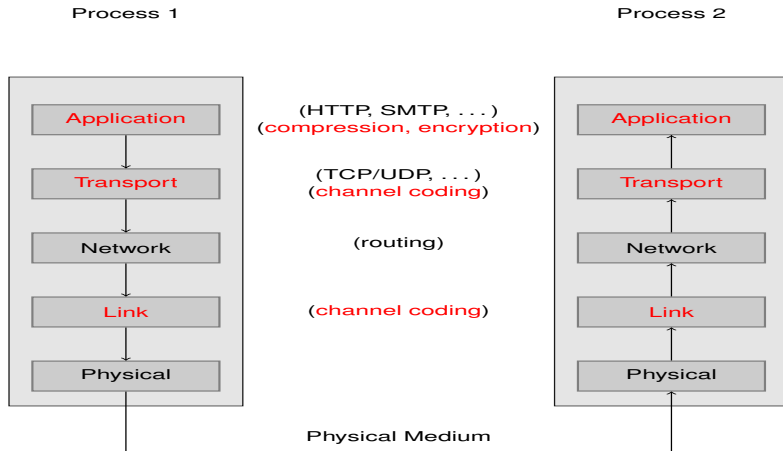 Process 1
Process 2
Application
(HTTP, SMTP, ...)
(compression, encryption)
Application
Transport
(TCP/UDP, ...)
(channel coding)
Transport
Network
(routing)
Network
Link
(channel coding)
Link
Physical
Physical
Physical Medium